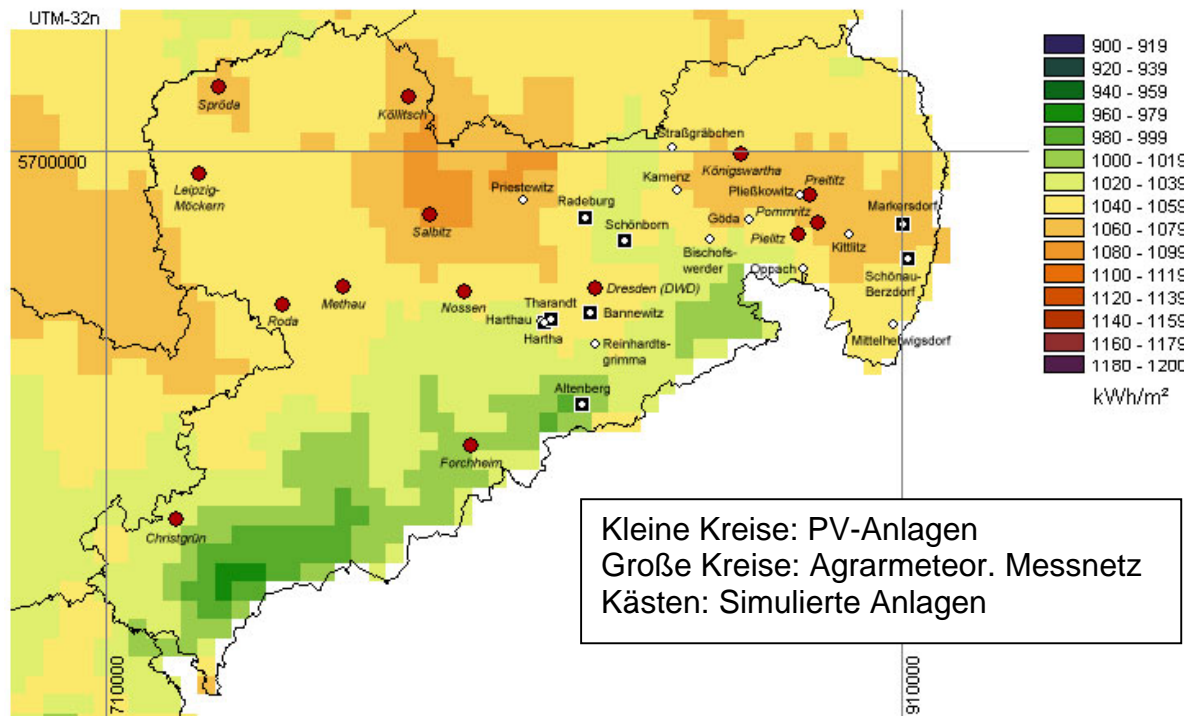 UTM-32n
Spröda
Köllitsch
5700000
Straßgräbchen
Königswartha
Leipzig-
Möckern
Kamenz
Preititz
Priestewitz
Pließkowitz
Radeburg
Pommritz
Markersdorf
Salbitz
Schönborn
Göda
Pielitz
Kittlitz
Bischofs-
werder
Oppach
Schönau-
Berzdorf
Methau
Nossen
Dresden (DWD)
Roda
Tharandt
Harthau
Hartha
Bannewitz
Mittelherwigsdorf
Reinhardts-
grimma
Altenberg
Forchheim
Christgrün
710000
910000
900 - 919
920 - 939
940 - 959
960 - 979
980 - 999
1000 - 1019
1020 - 1039
1040 - 1059
1060 - 1079
1080 - 1099
1100 - 1119
1120 - 1139
1140 - 1159
1160 - 1179
1180 - 1200
kWh/m²
Kleine Kreise: PV-Anlagen
Große Kreise: Agrarmeteor. Messnetz
Kästen: Simulierte Anlagen